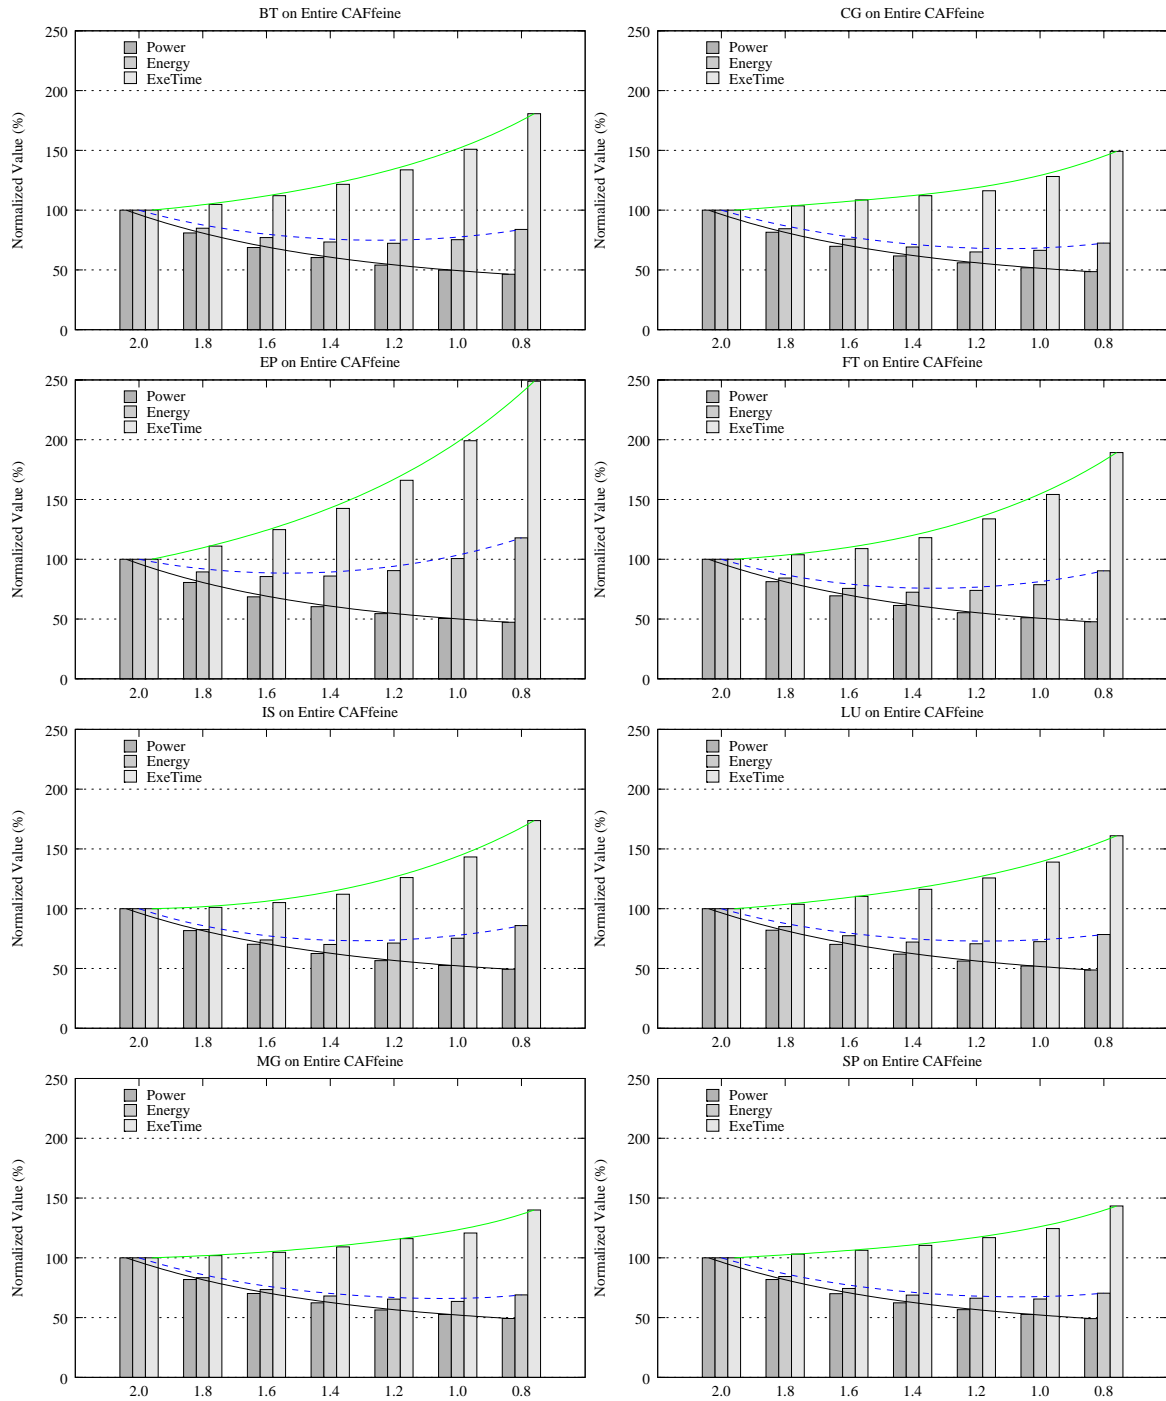 BT on Entire CAFfeine
250
200
150
100
50
0
Normalized Value (%)
Power
Energy
ExeTime
2.0 1.8 1.6 1.4 1.2 1.0 0.8
CG on Entire CAFfeine
250
200
150
100
50
0
Normalized Value (%)
Power
Energy
ExeTime
2.0 1.8 1.6 1.4 1.2 1.0 0.8
EP on Entire CAFfeine
250
200
150
100
50
0
Normalized Value (%)
Power
Energy
ExeTime
2.0 1.8 1.6 1.4 1.2 1.0 0.8
FT on Entire CAFfeine
250
200
150
100
50
0
Normalized Value (%)
Power
Energy
ExeTime
2.0 1.8 1.6 1.4 1.2 1.0 0.8
IS on Entire CAFfeine
250
200
150
100
50
0
Normalized Value (%)
Power
Energy
ExeTime
2.0 1.8 1.6 1.4 1.2 1.0 0.8
LU on Entire CAFfeine
250
200
150
100
50
0
Normalized Value (%)
Power
Energy
ExeTime
2.0 1.8 1.6 1.4 1.2 1.0 0.8
MG on Entire CAFfeine
250
200
150
100
50
0
Normalized Value (%)
Power
Energy
ExeTime
2.0 1.8 1.6 1.4 1.2 1.0 0.8
SP on Entire CAFfeine
250
200
150
100
50
0
Normalized Value (%)
Power
Energy
ExeTime
2.0 1.8 1.6 1.4 1.2 1.0 0.8